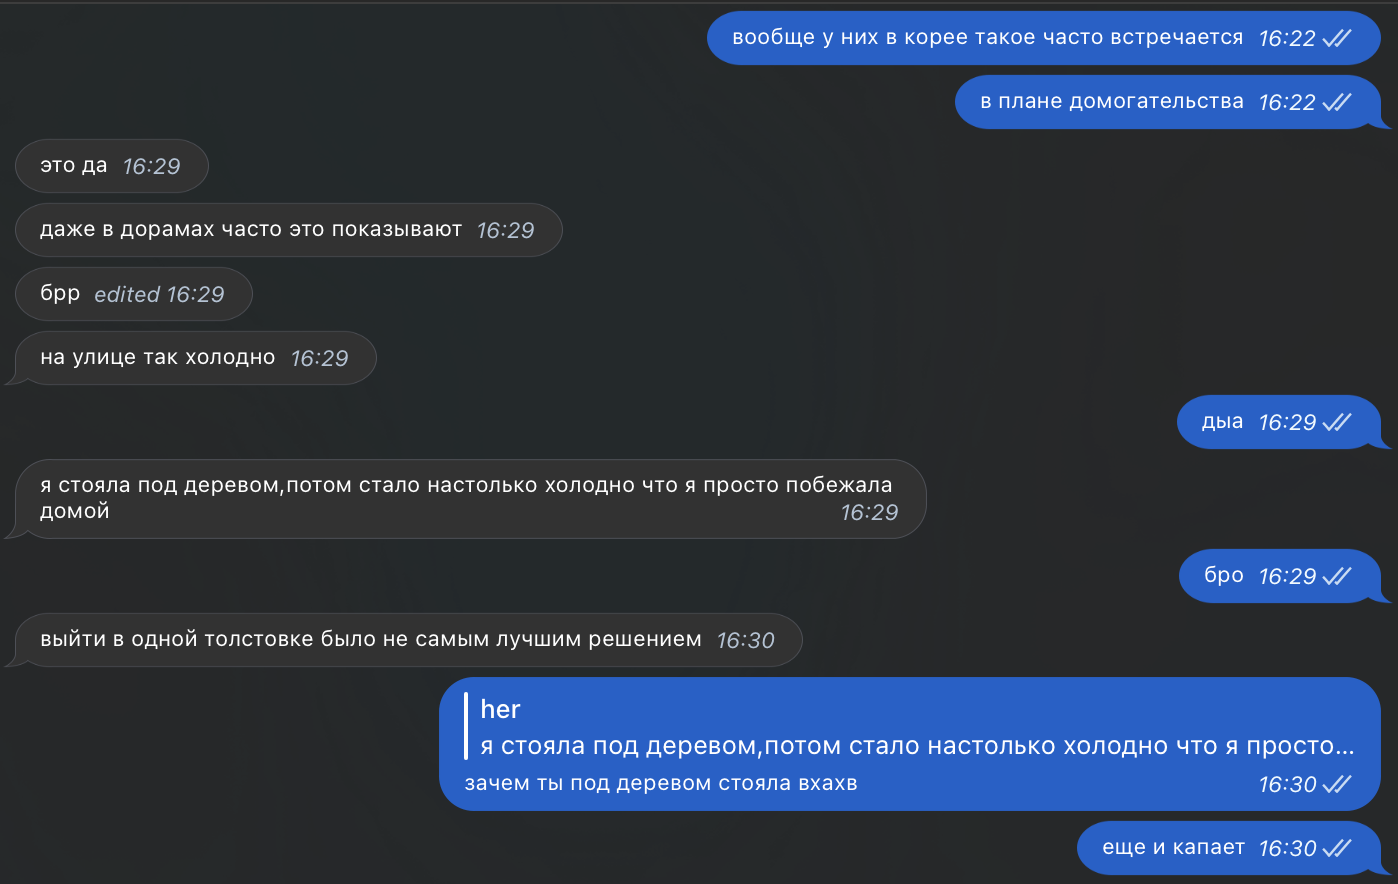 вообще у них в корее такое часто встречается 16:22
в плане домогательства 16:22
это да 16:29
даже в дорамах часто это показывают 16:29
брр edited 16:29
на улице так холодно 16:29
дыа 16:29
я стояла под деревом,потом стало настолько холодно что я просто побежала
домой 16:29
бро 16:29
выйти в одной толстовке было не самым лучшим решением 16:30
her
я стояла под деревом,потом стало настолько холодно что я просто...
зачем ты под деревом стояла вхахв 16:30
еще и капает 16:30